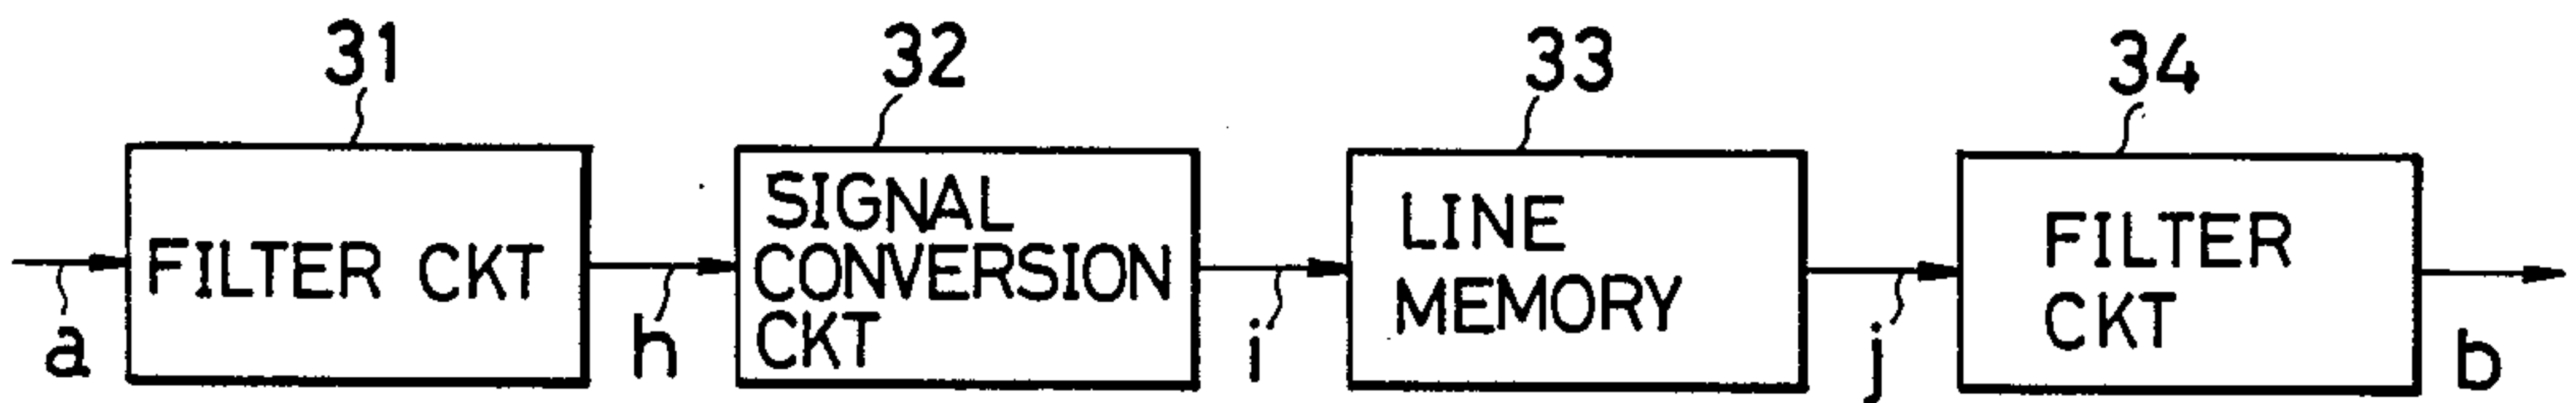 31
32
33
34
FILTER CKT
SIGNAL
CONVERSION
CKT
LINE
MEMORY
FILTER
CKT
a
h
i
j
b